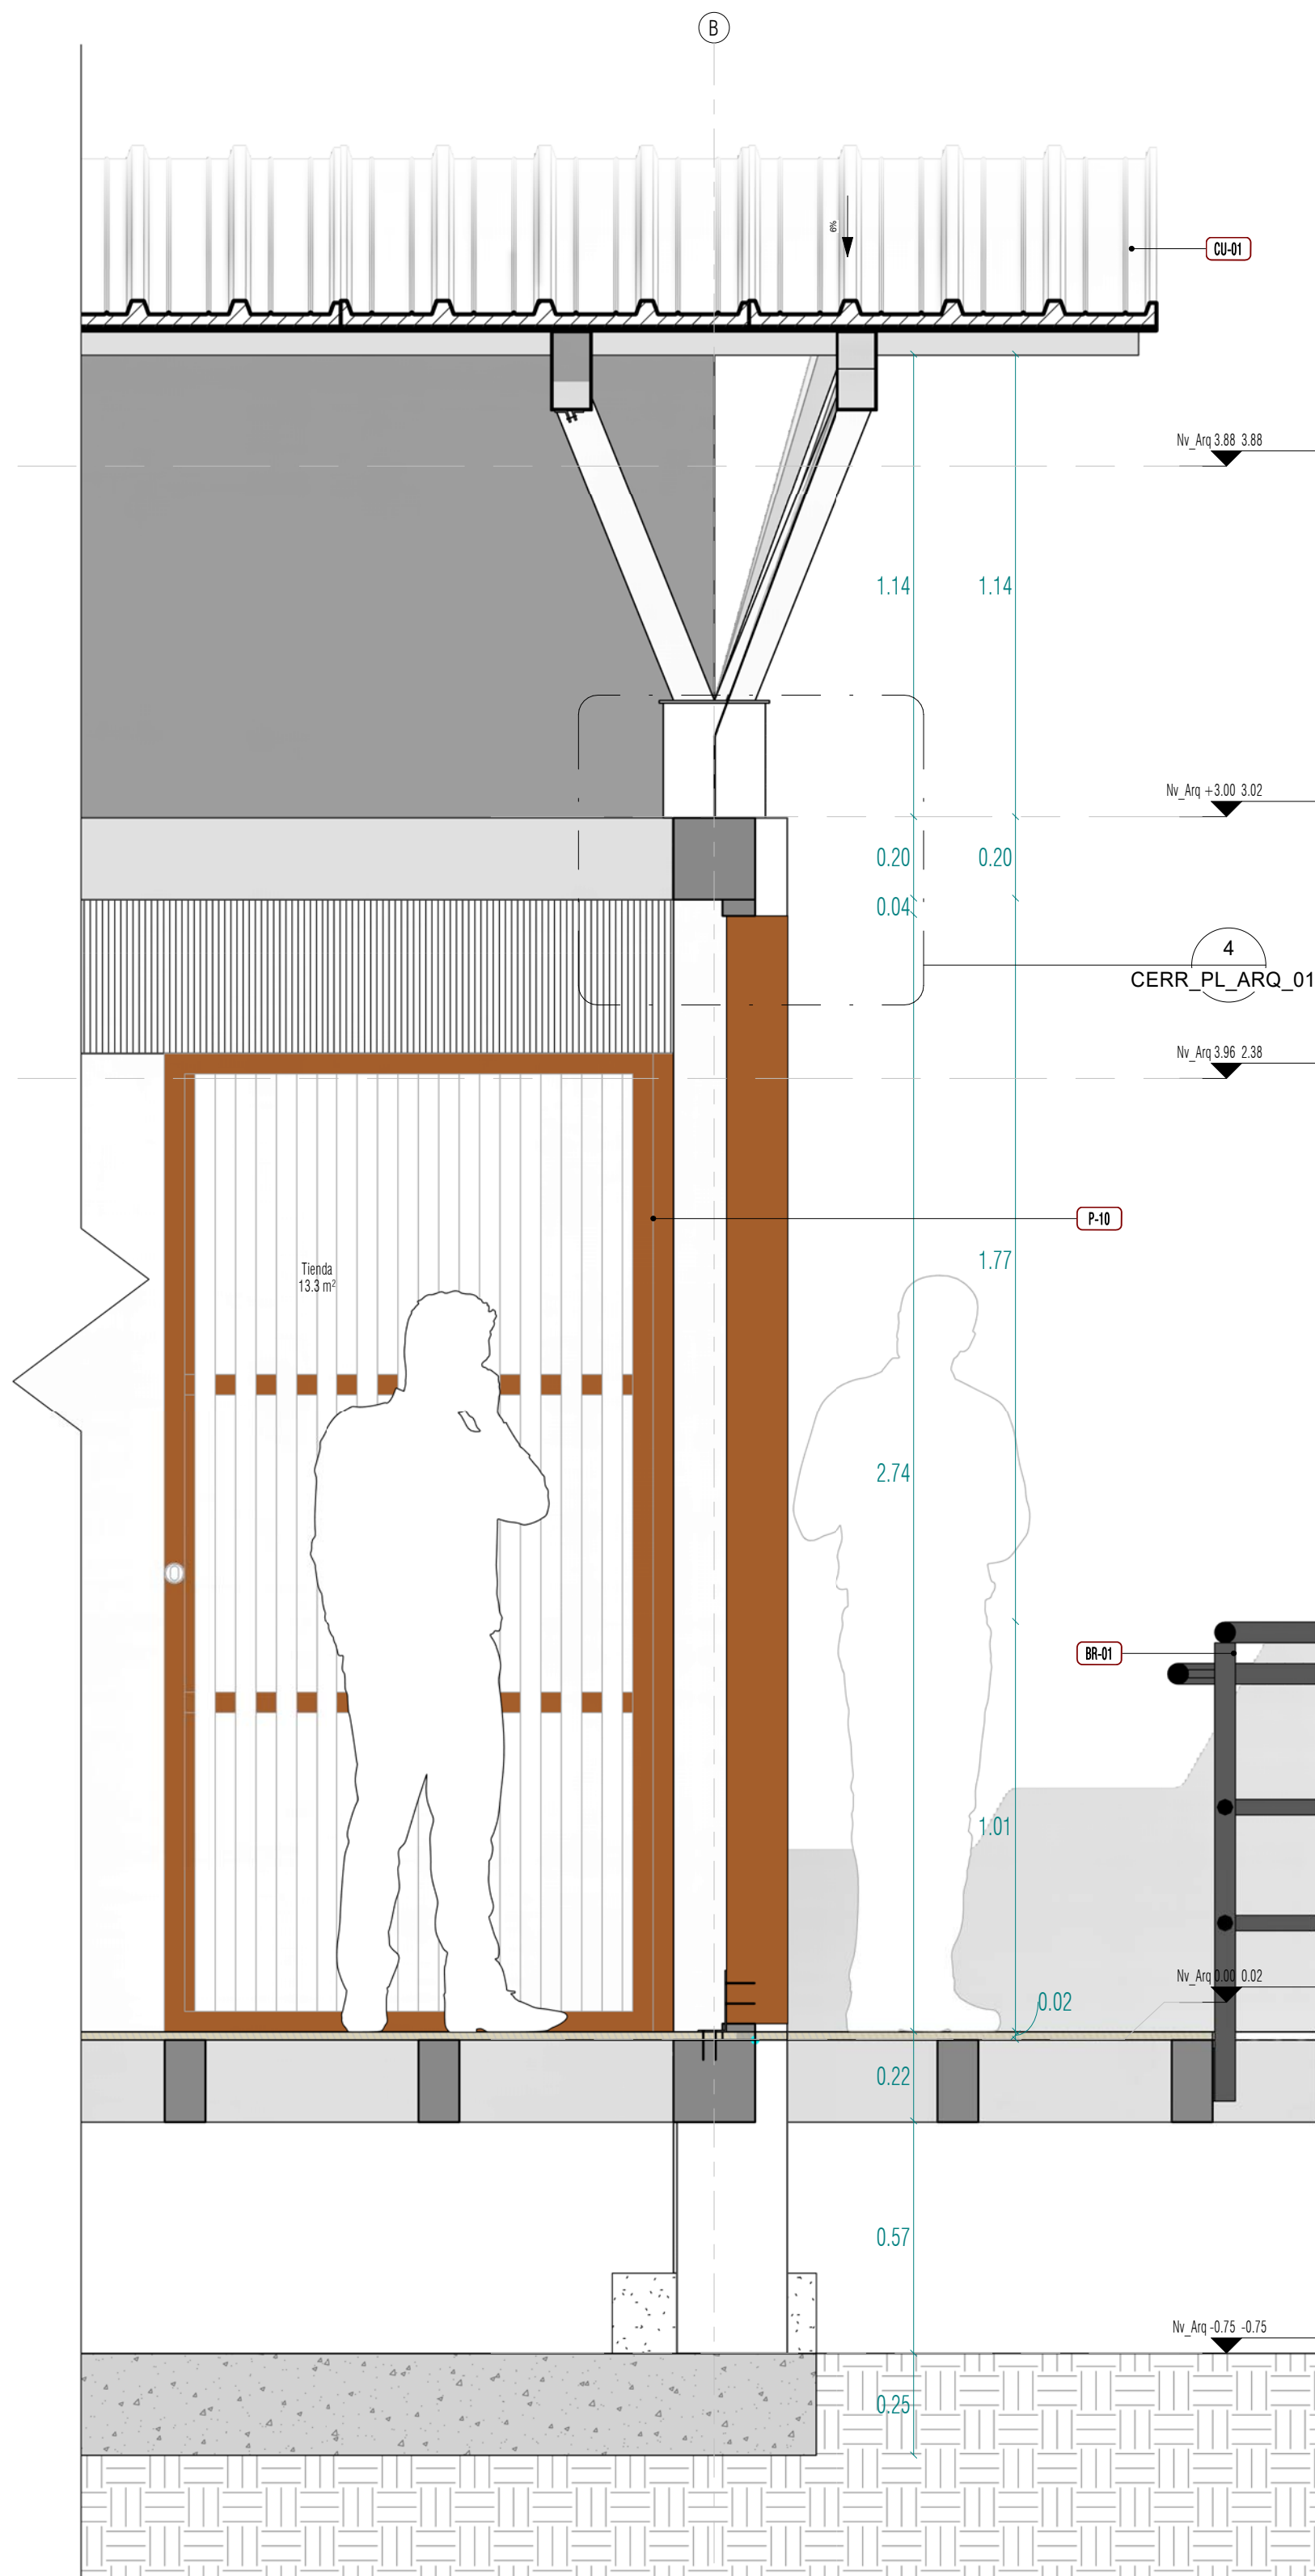 B
6%
CU-01
Nv_Arq 3.88 3.88
1.14 1.14
Nv_Arq +3.00 3.02
0.20 0.20
0.04
4
CERR_PL_ARQ_01
Nv_Arq 3.96 2.38
P-10
Tienda
13.3 m²
1.77
2.74
BR-01
1.01
Nv_Arq 0.00 0.02
0.02
0.22
0.57
Nv_Arq -0.75 -0.75
0.25